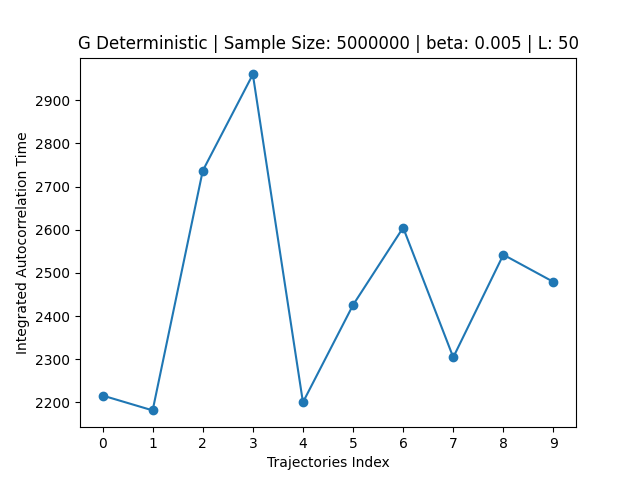 G Deterministic | Sample Size: 5000000 | beta: 0.005 | L: 50
Integrated Autocorrelation Time
2900
2800
2700
2600
2500
2400
2300
2200
0 1 2 3 4 5 6 7 8 9
Trajectories Index